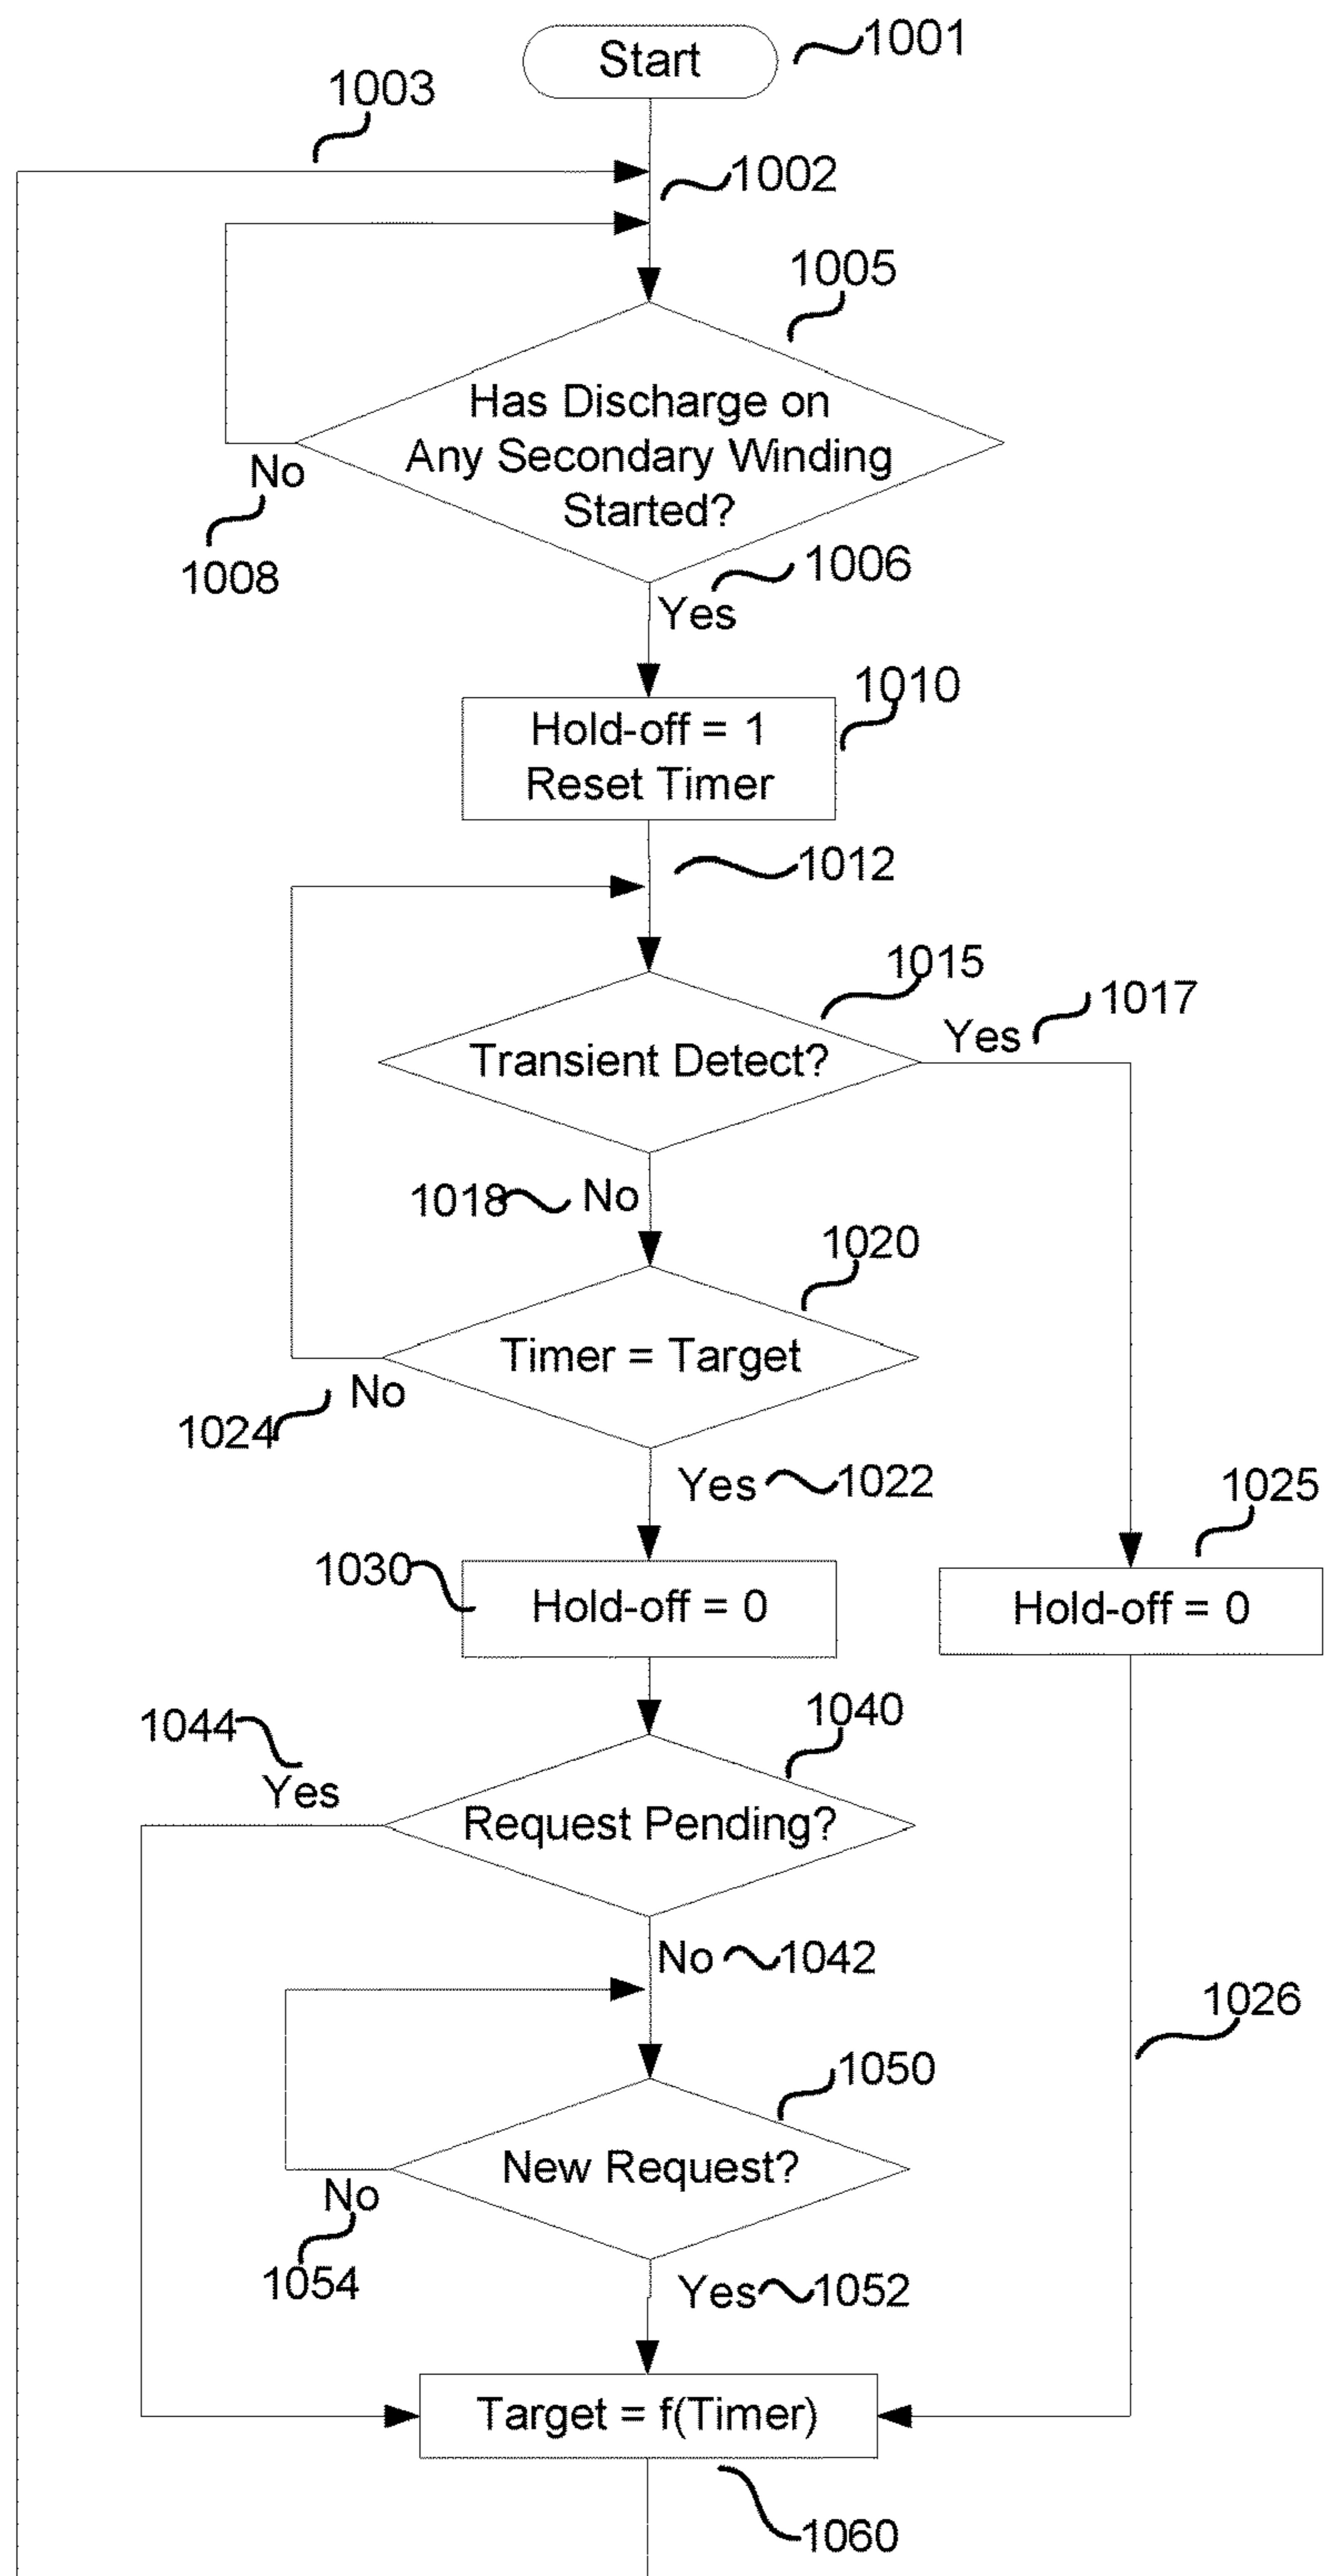 Start
1001
1003
1002
1005
Has Discharge on
Any Secondary Winding
Started?
No
1008
1006
Yes
1010
Hold-off = 1
Reset Timer
1012
1015
1017
Yes
Transient Detect?
1018
No
1020
Timer = Target
No
1024
Yes
1022
1025
1030
Hold-off = 0
Hold-off = 0
1040
1044
Yes
Request Pending?
No
1042
1026
1050
New Request?
No
1054
Yes
1052
Target = f(Timer)
1060